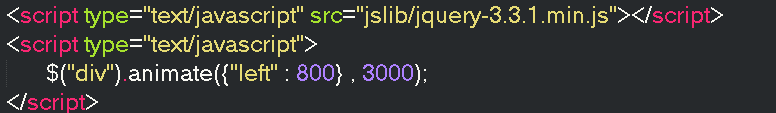 <script type="text/javascript" src="jslib/jquery-3.3.1.min.js"></script>
<script type="text/javascript">
$("div").animate({"left" : 800} , 3000);
</script>